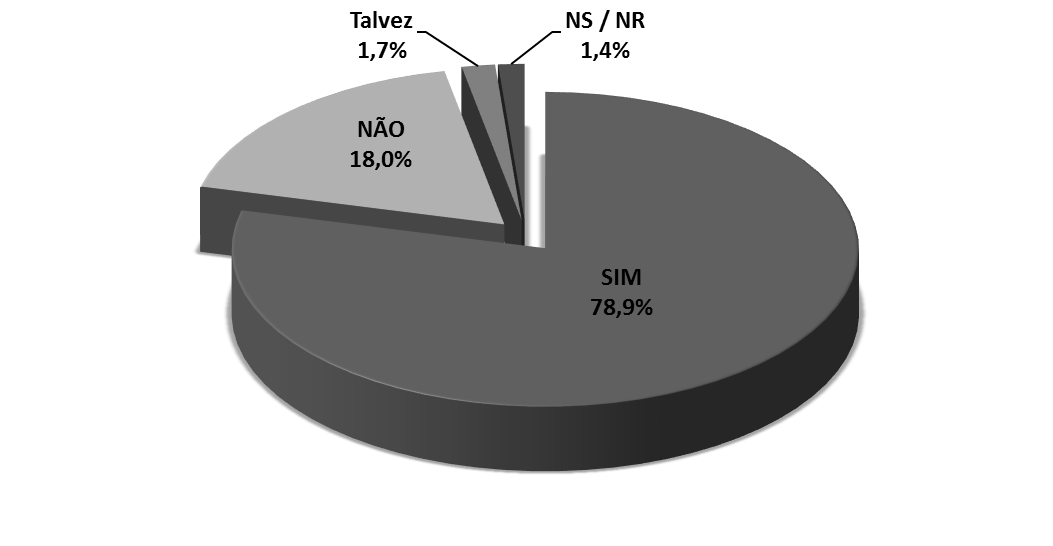 Talvez
1,7%
NS / NR
1,4%
NÃO
18,0%
SIM
78,9%